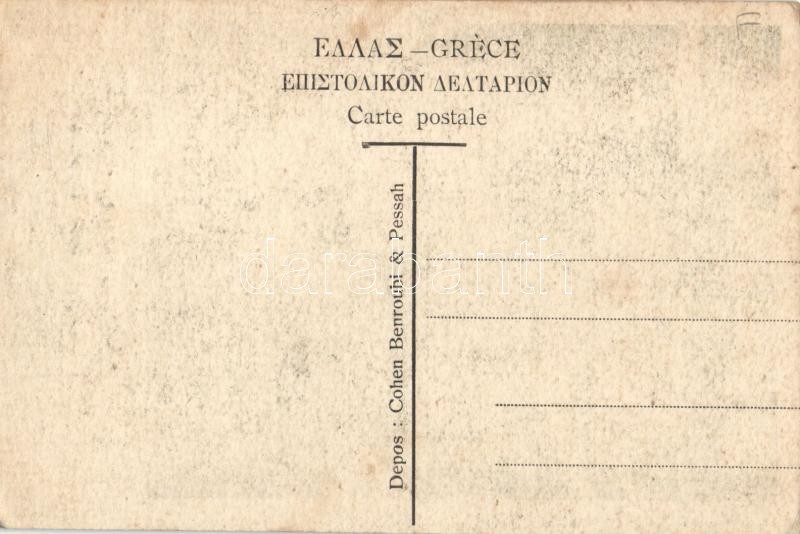 ΕΛΛΑΣ – GRÈCE
ΕΠΙΣΤΟΛΙΚΟΝ ΔΕΛΤΑΡΙΟΝ
Carte postale
Depos : Cohen Benroubi & Pessah
darabanth